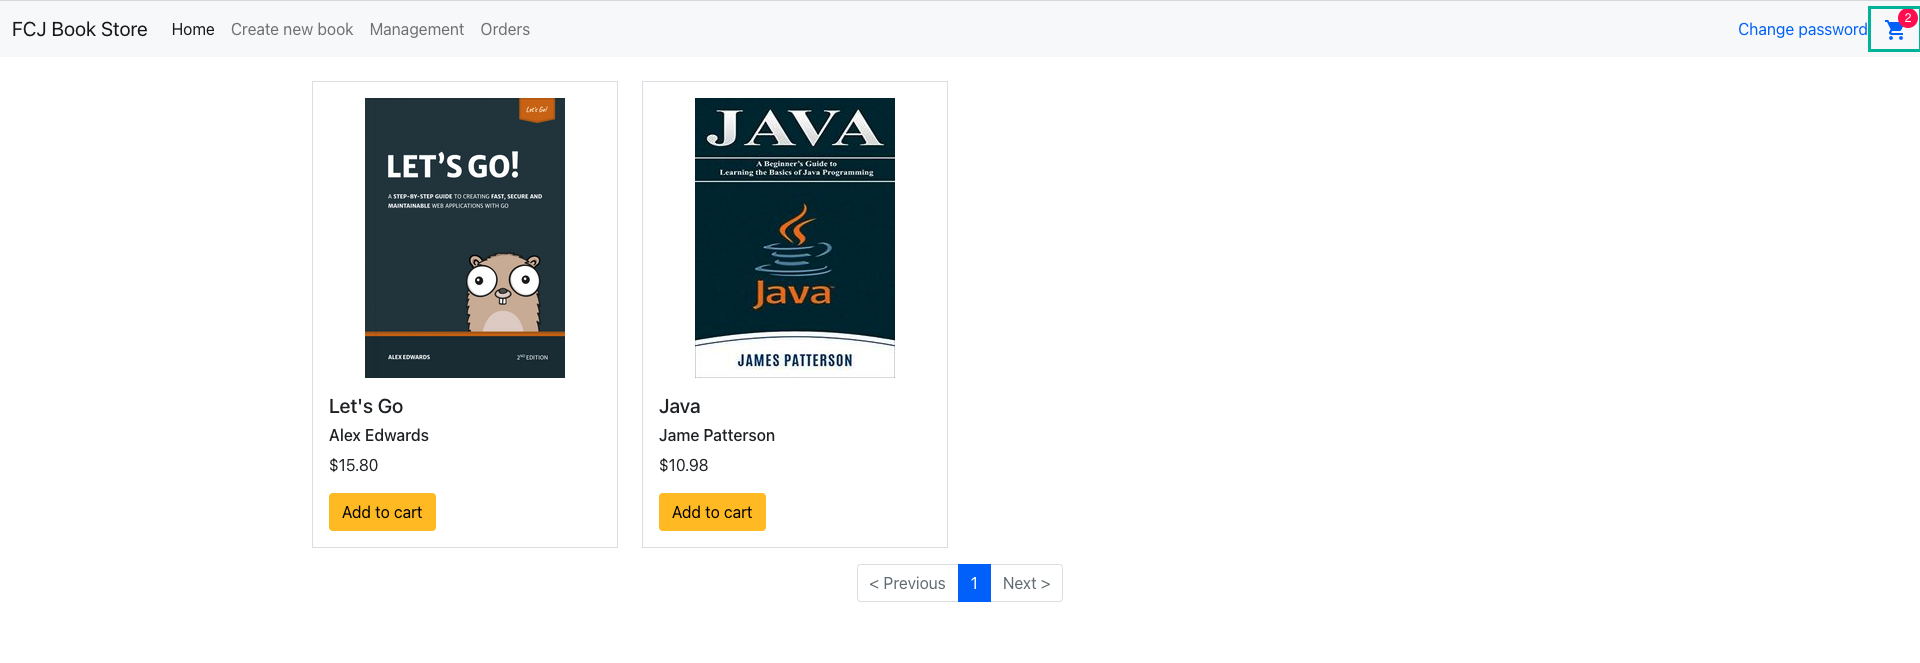 FCJ Book Store Home Create new book Management Orders Change password 2
Let's Go!
LET'S GO!
A STEP-BY-STEP GUIDE TO CREATING FAST, SECURE AND
MAINTAINABLE WEB APPLICATIONS WITH GO
ALEX EDWARDS 2ND EDITION
Let's Go
Alex Edwards
$15.80
Add to cart
JAVA
A Beginner's Guide to
Learning the Basics of Java Programming
Java
JAMES PATTERSON
Java
Jame Patterson
$10.98
Add to cart
< Previous 1 Next >